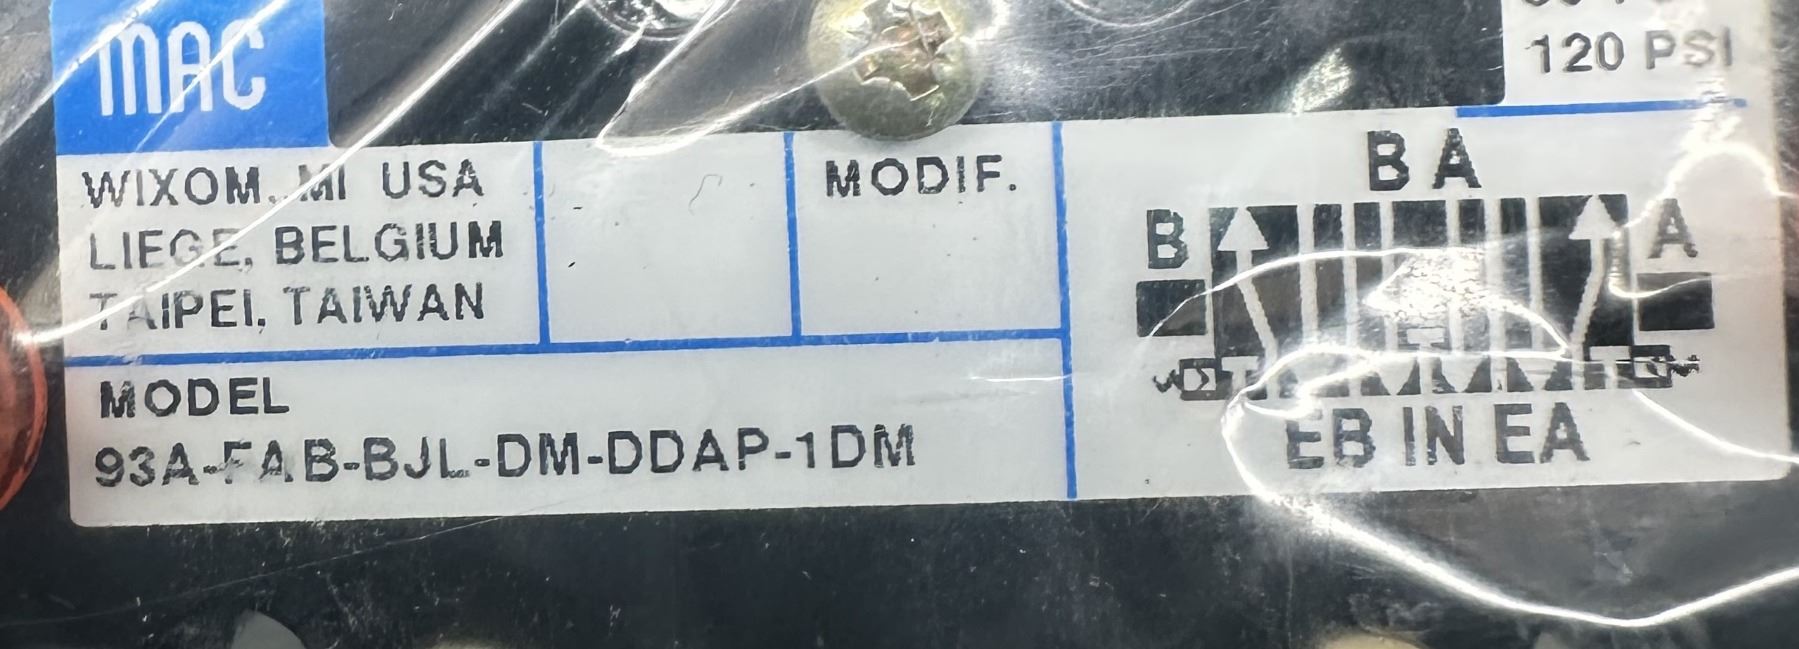 MAC
120 PSI
WIXOM, MI USA
LIEGE, BELGIUM
TAIPEI, TAIWAN
MODIF.
MODEL
93A-FAB-BJL-DM-DDAP-1DM
B A
B
A
EB IN EA